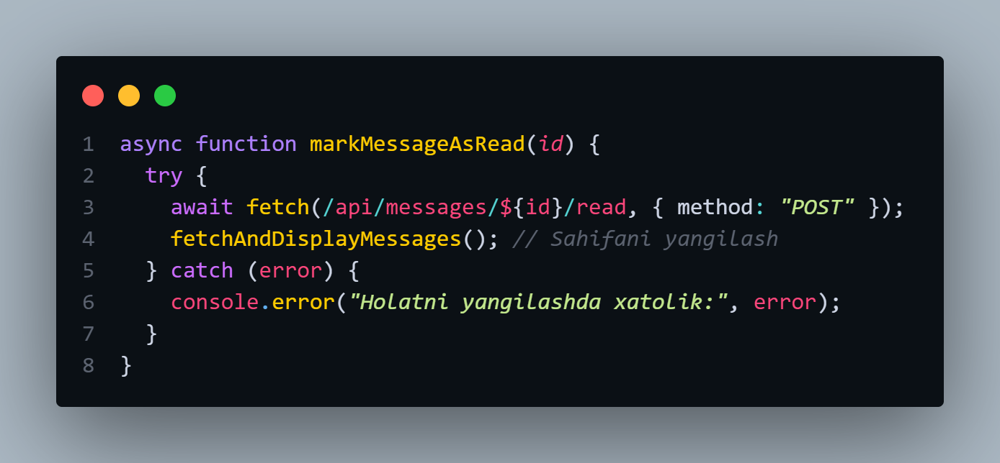 1 async function markMessageAsRead(id) {
2   try {
3     await fetch(/api/messages/${id}/read, { method: "POST" });
4     fetchAndDisplayMessages(); // Sahifani yangilash
5   } catch (error) {
6     console.error("Holatni yangilashda xatolik:", error);
7   }
8 }